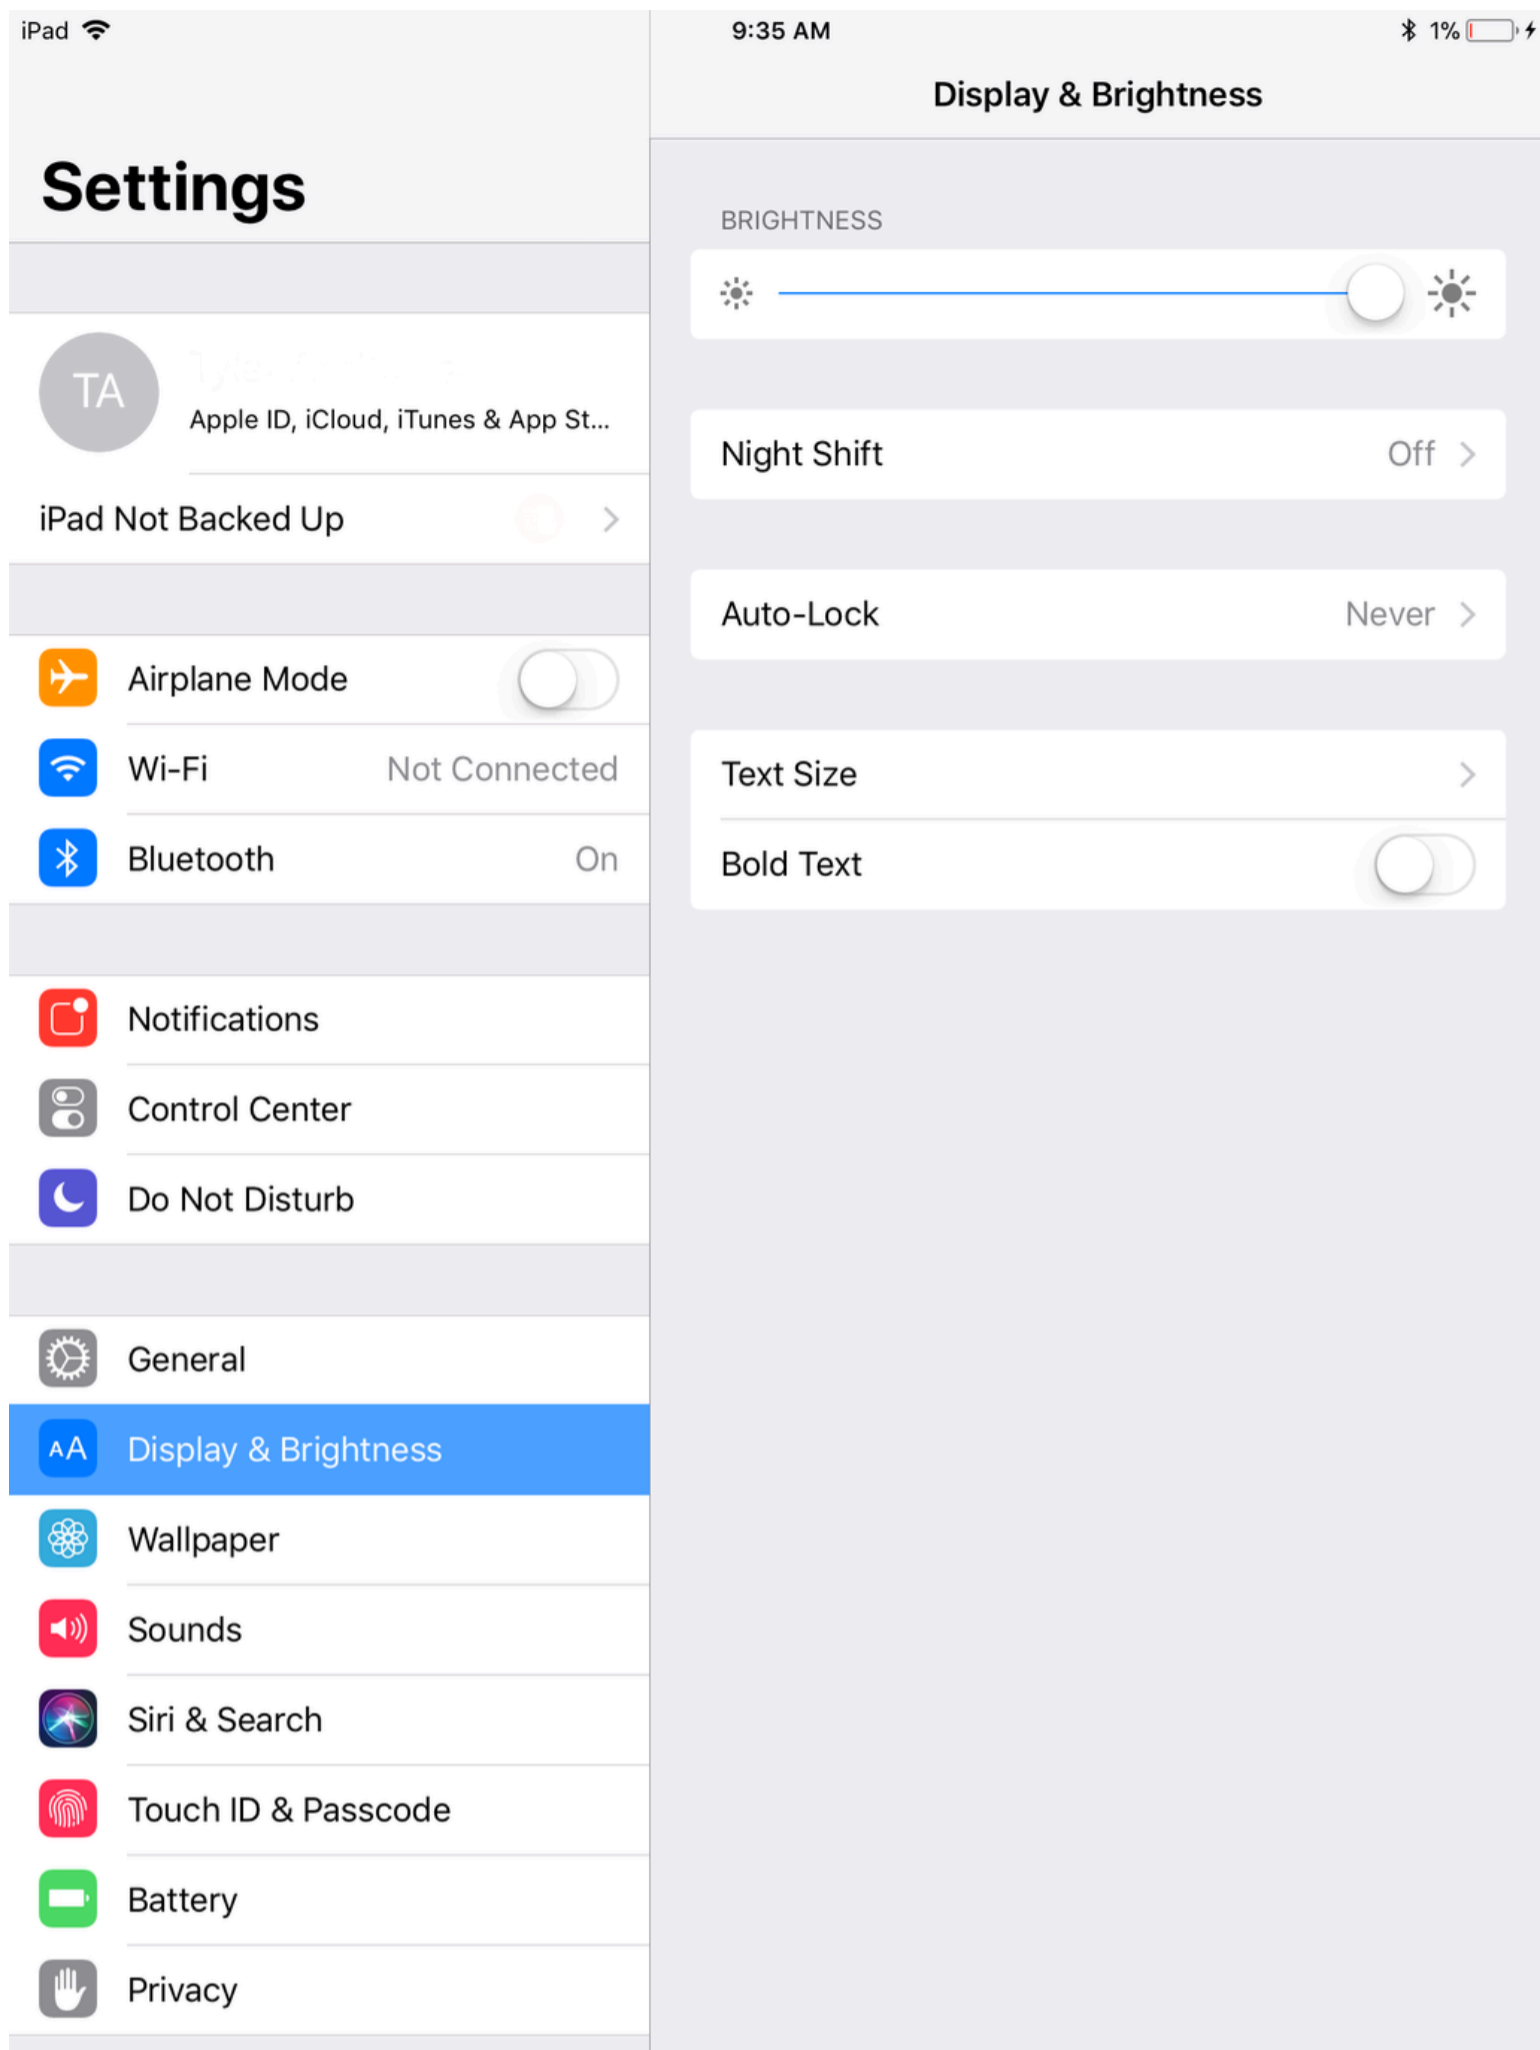 iPad 9:35 AM 1%
Settings
TA
Apple ID, iCloud, iTunes & App St...
iPad Not Backed Up
Airplane Mode
Wi-Fi Not Connected
Bluetooth On
Notifications
Control Center
Do Not Disturb
General
AA Display & Brightness
Wallpaper
Sounds
Siri & Search
Touch ID & Passcode
Battery
Privacy
Display & Brightness
BRIGHTNESS
Night Shift Off
Auto-Lock Never
Text Size
Bold Text